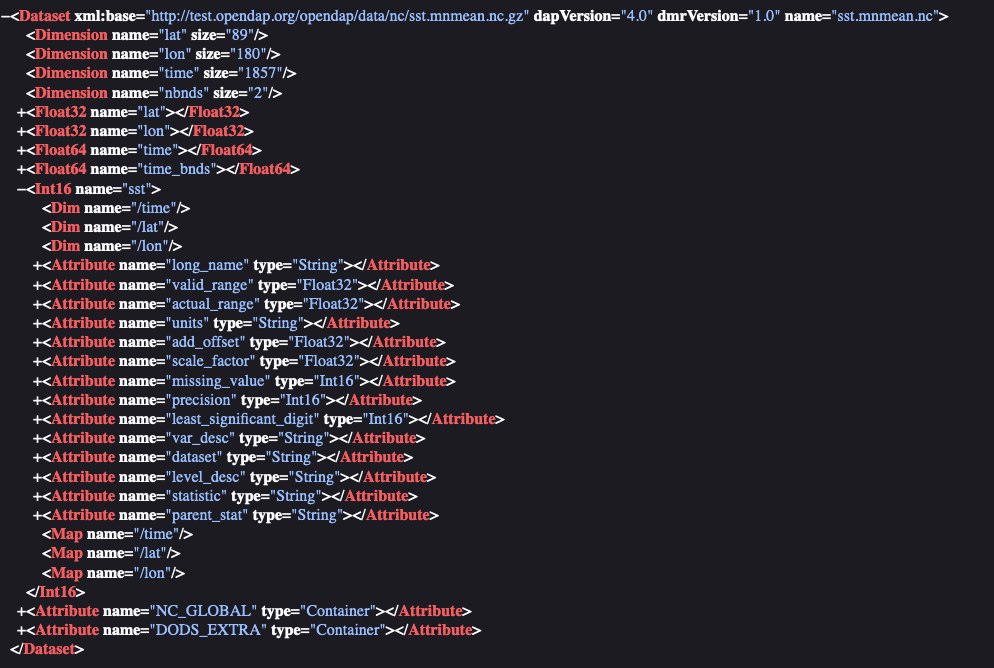 −<Dataset xml:base="http://test.opendap.org/opendap/data/nc/sst.mnmean.nc.gz" dapVersion="4.0" dmrVersion="1.0" name="sst.mnmean.nc">
<Dimension name="lat" size="89"/>
<Dimension name="lon" size="180"/>
<Dimension name="time" size="1857"/>
<Dimension name="nbnds" size="2"/>
+<Float32 name="lat"></Float32>
+<Float32 name="lon"></Float32>
+<Float64 name="time"></Float64>
+<Float64 name="time_bnds"></Float64>
−<Int16 name="sst">
<Dim name="/time"/>
<Dim name="/lat"/>
<Dim name="/lon"/>
+<Attribute name="long_name" type="String"></Attribute>
+<Attribute name="valid_range" type="Float32"></Attribute>
+<Attribute name="actual_range" type="Float32"></Attribute>
+<Attribute name="units" type="String"></Attribute>
+<Attribute name="add_offset" type="Float32"></Attribute>
+<Attribute name="scale_factor" type="Float32"></Attribute>
+<Attribute name="missing_value" type="Int16"></Attribute>
+<Attribute name="precision" type="Int16"></Attribute>
+<Attribute name="least_significant_digit" type="Int16"></Attribute>
+<Attribute name="var_desc" type="String"></Attribute>
+<Attribute name="dataset" type="String"></Attribute>
+<Attribute name="level_desc" type="String"></Attribute>
+<Attribute name="statistic" type="String"></Attribute>
+<Attribute name="parent_stat" type="String"></Attribute>
<Map name="/time"/>
<Map name="/lat"/>
<Map name="/lon"/>
</Int16>
+<Attribute name="NC_GLOBAL" type="Container"></Attribute>
+<Attribute name="DODS_EXTRA" type="Container"></Attribute>
</Dataset>